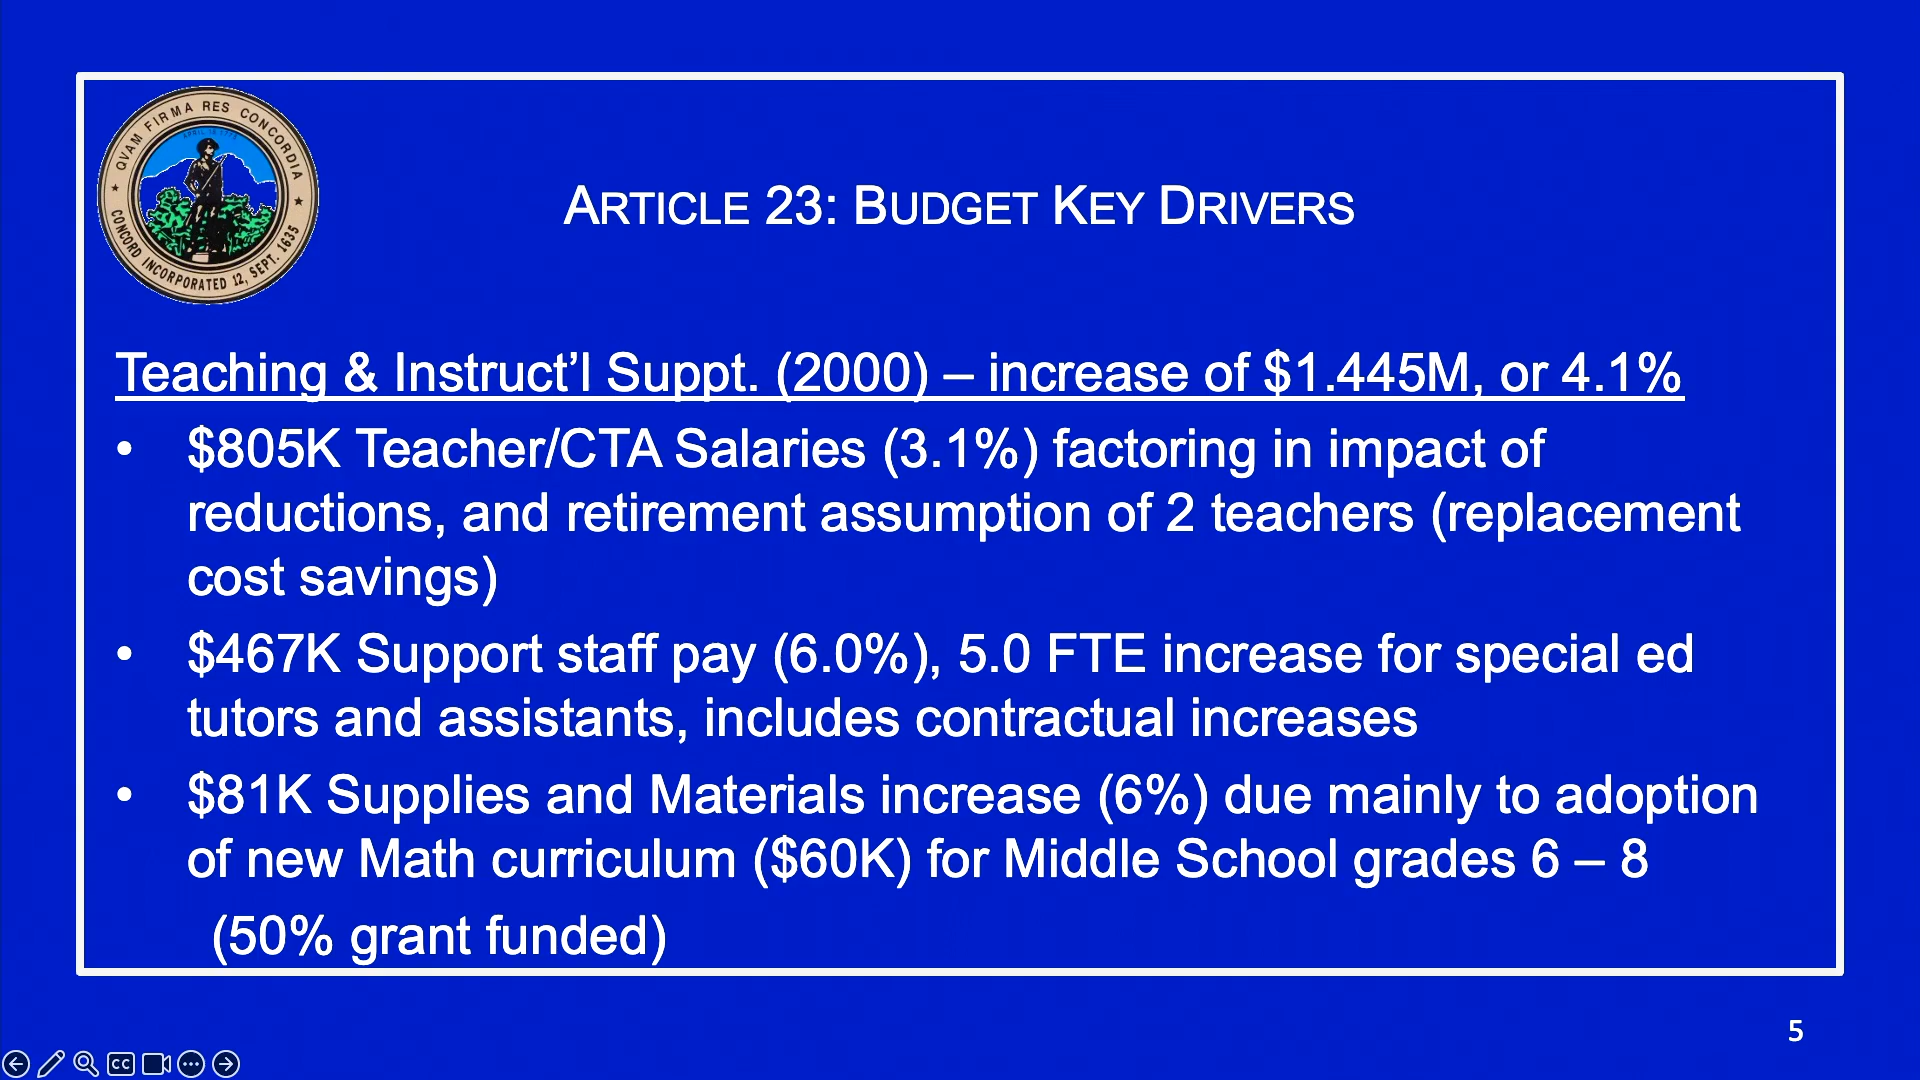 QVAM FIRMA RES CONCORDIA
CONCORD INCORPORATED 12, SEPT. 1635
ARTICLE 23: BUDGET KEY DRIVERS
Teaching & Instruct’l Suppt. (2000) – increase of $1.445M, or 4.1%
• $805K Teacher/CTA Salaries (3.1%) factoring in impact of
reductions, and retirement assumption of 2 teachers (replacement
cost savings)
• $467K Support staff pay (6.0%), 5.0 FTE increase for special ed
tutors and assistants, includes contractual increases
• $81K Supplies and Materials increase (6%) due mainly to adoption
of new Math curriculum ($60K) for Middle School grades 6 – 8
(50% grant funded)
5
CC